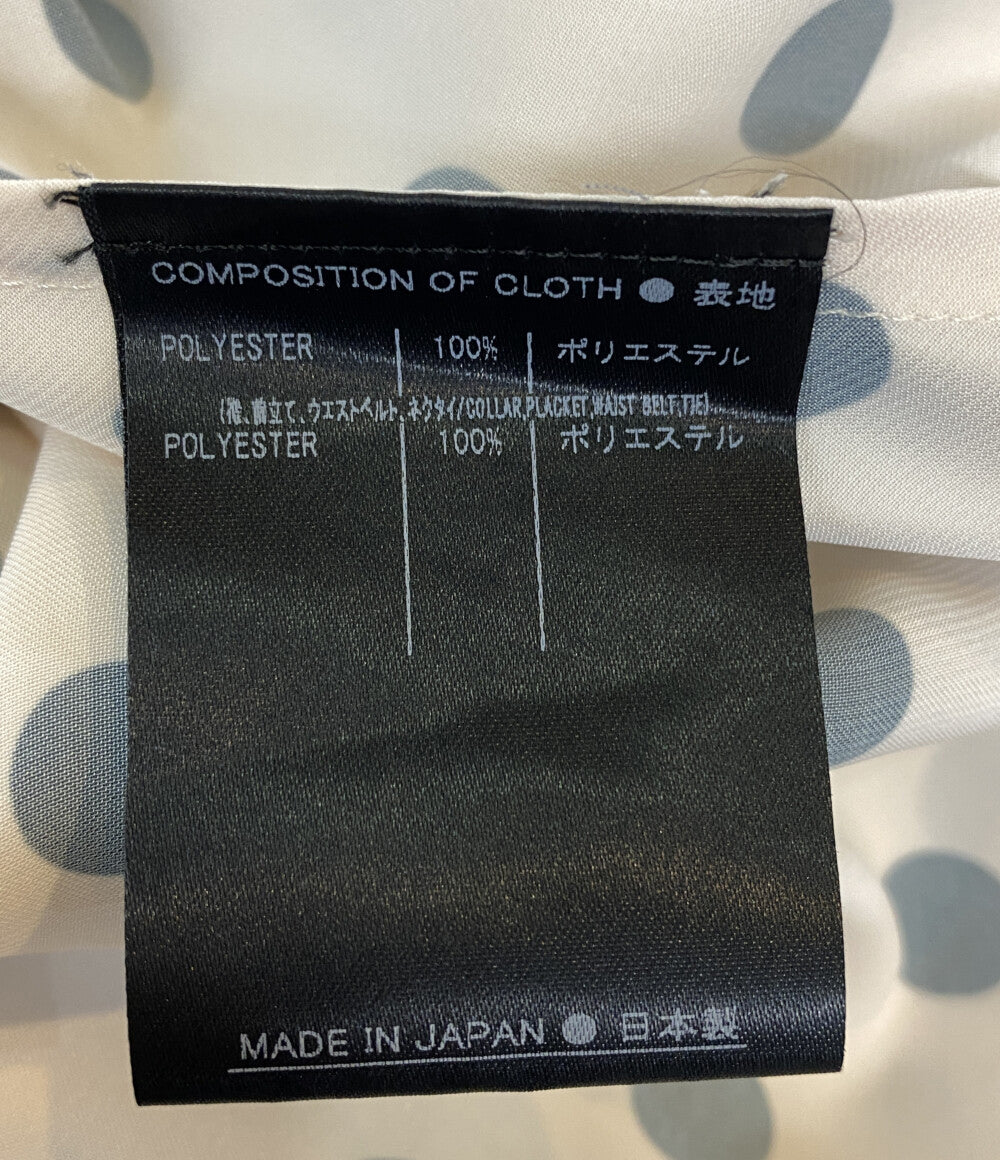 COMPOSITION OF CLOTH ● 表地
POLYESTER 100% ポリエステル
(襟、前立て、ウエストベルト、ネクタイ/COLLAR,PLACKET,WAIST BELT,TIE)
POLYESTER 100% ポリエステル
MADE IN JAPAN ● 日本製